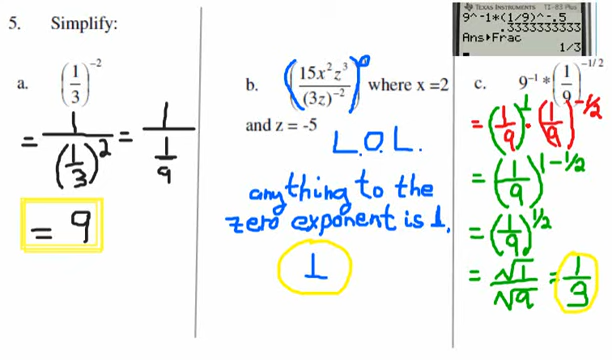 5. Simplify:
TEXAS INSTRUMENTS TI-83 Plus
9^-1*(1/9)^-.5
.3333333333
Ans▸Frac
1/3
a. (1/3)^-2
= 1/(1/3)^2 = 1/(1/9)
= 9
b. (15x²z³/(3z)^-2)^0 where x =2
and z = -5
L.O.L.
anything to the
zero exponent is 1.
1
c. 9^-1 * (1/9)^-1/2
= (1/9)^1 · (1/9)^-1/2
= (1/9)^1-1/2
= (1/9)^1/2
= √1/√9 = 1/3